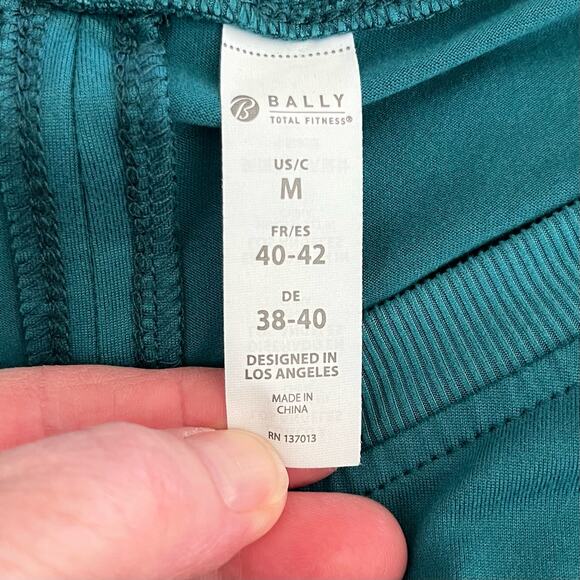 B BALLY
TOTAL FITNESS®
US/C
M
FR/ES
40-42
DE
38-40
DESIGNED IN
LOS ANGELES
MADE IN
CHINA
RN 137013